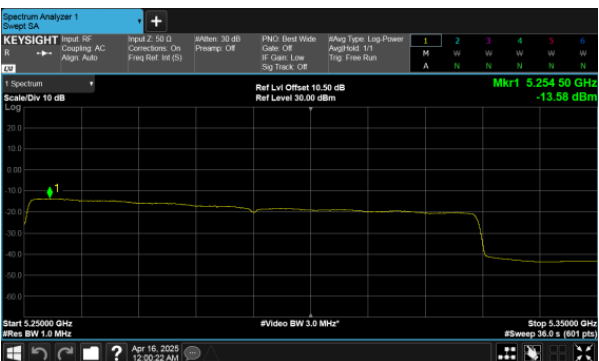 Spectrum Analyzer 1
Swept SA
+
KEYSIGHT Input: RF Input Z: 50 Ω #Atten: 30 dB PNO: Best Wide #Avg Type: Log-Power 1 2 3 4 5 6
R Coupling: AC Corrections: On Preamp: Off Gate: Off Avg|Hold: 1/1 M W W W W W
Align: Auto Freq Ref: Int (S) IF Gain: Low Trig: Free Run
LXI Sig Track: Off A N N N N N
1 Spectrum Ref Lvl Offset 10.50 dB Mkr1 5.254 50 GHz
Scale/Div 10 dB Ref Level 30.00 dBm -13.58 dBm
Log
20.0
10.0
0.00
1
-10.0
-20.0
-30.0
-40.0
-50.0
-60.0
Start 5.25000 GHz #Video BW 3.0 MHz* Stop 5.35000 GHz
#Res BW 1.0 MHz #Sweep 36.0 s (601 pts)
? Apr 16, 2025
12:00:22 AM